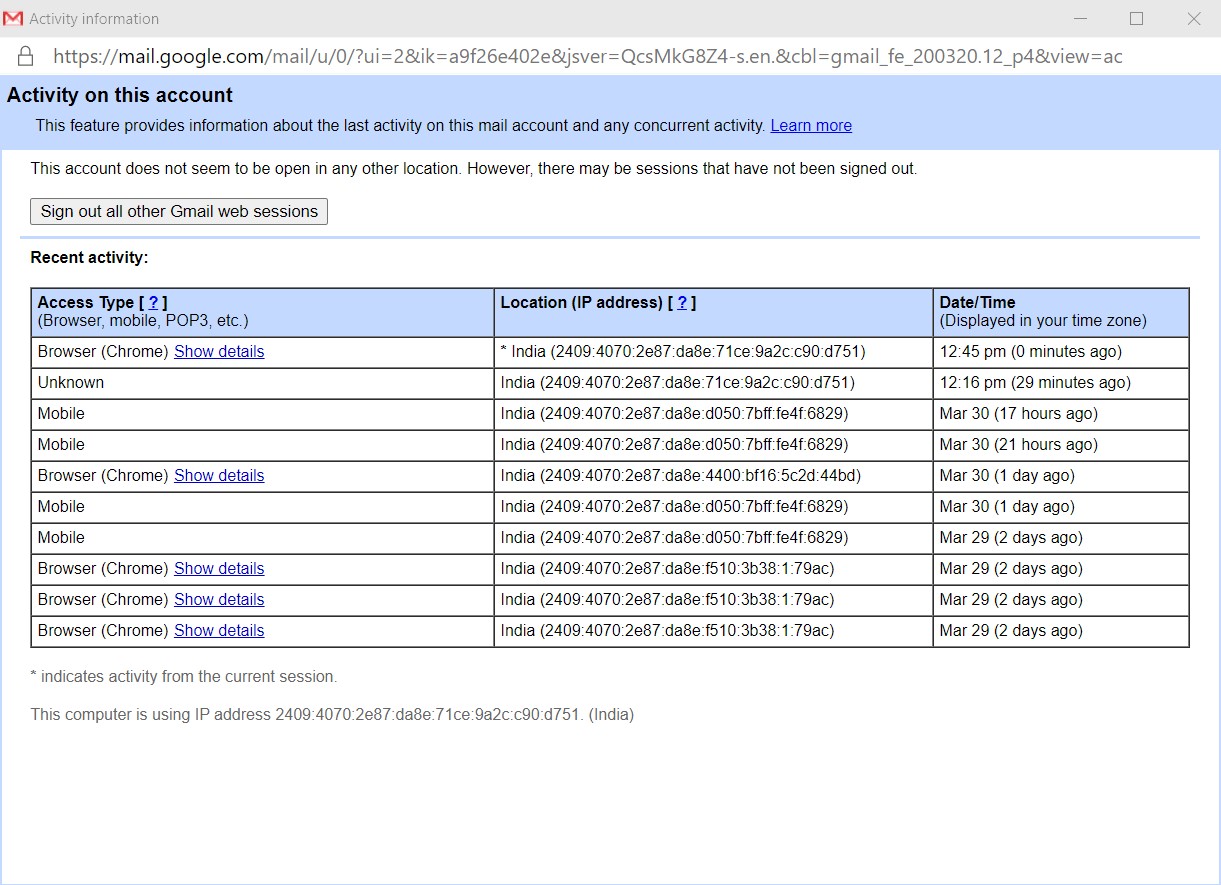 Activity information
https://mail.google.com/mail/u/0/?ui=2&ik=a9f26e402e&jsver=QcsMkG8Z4-s.en.&cbl=gmail_fe_200320.12_p4&view=ac
Activity on this account
This feature provides information about the last activity on this mail account and any concurrent activity. Learn more
This account does not seem to be open in any other location. However, there may be sessions that have not been signed out.
Sign out all other Gmail web sessions
Recent activity:
Access Type [ ? ] Location (IP address) [ ? ] Date/Time
(Browser, mobile, POP3, etc.) (Displayed in your time zone)
Browser (Chrome) Show details * India (2409:4070:2e87:da8e:71ce:9a2c:c90:d751) 12:45 pm (0 minutes ago)
Unknown India (2409:4070:2e87:da8e:71ce:9a2c:c90:d751) 12:16 pm (29 minutes ago)
Mobile India (2409:4070:2e87:da8e:d050:7bff:fe4f:6829) Mar 30 (17 hours ago)
Mobile India (2409:4070:2e87:da8e:d050:7bff:fe4f:6829) Mar 30 (21 hours ago)
Browser (Chrome) Show details India (2409:4070:2e87:da8e:4400:bf16:5c2d:44bd) Mar 30 (1 day ago)
Mobile India (2409:4070:2e87:da8e:d050:7bff:fe4f:6829) Mar 30 (1 day ago)
Mobile India (2409:4070:2e87:da8e:d050:7bff:fe4f:6829) Mar 29 (2 days ago)
Browser (Chrome) Show details India (2409:4070:2e87:da8e:f510:3b38:1:79ac) Mar 29 (2 days ago)
Browser (Chrome) Show details India (2409:4070:2e87:da8e:f510:3b38:1:79ac) Mar 29 (2 days ago)
Browser (Chrome) Show details India (2409:4070:2e87:da8e:f510:3b38:1:79ac) Mar 29 (2 days ago)
* indicates activity from the current session.
This computer is using IP address 2409:4070:2e87:da8e:71ce:9a2c:c90:d751. (India)